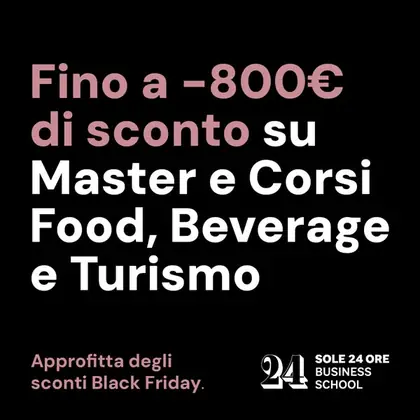 Fino a -800€
di sconto su
Master e Corsi
Food, Beverage
e Turismo
Approfitta degli
sconti Black Friday.
24
SOLE 24 ORE
BUSINESS
SCHOOL